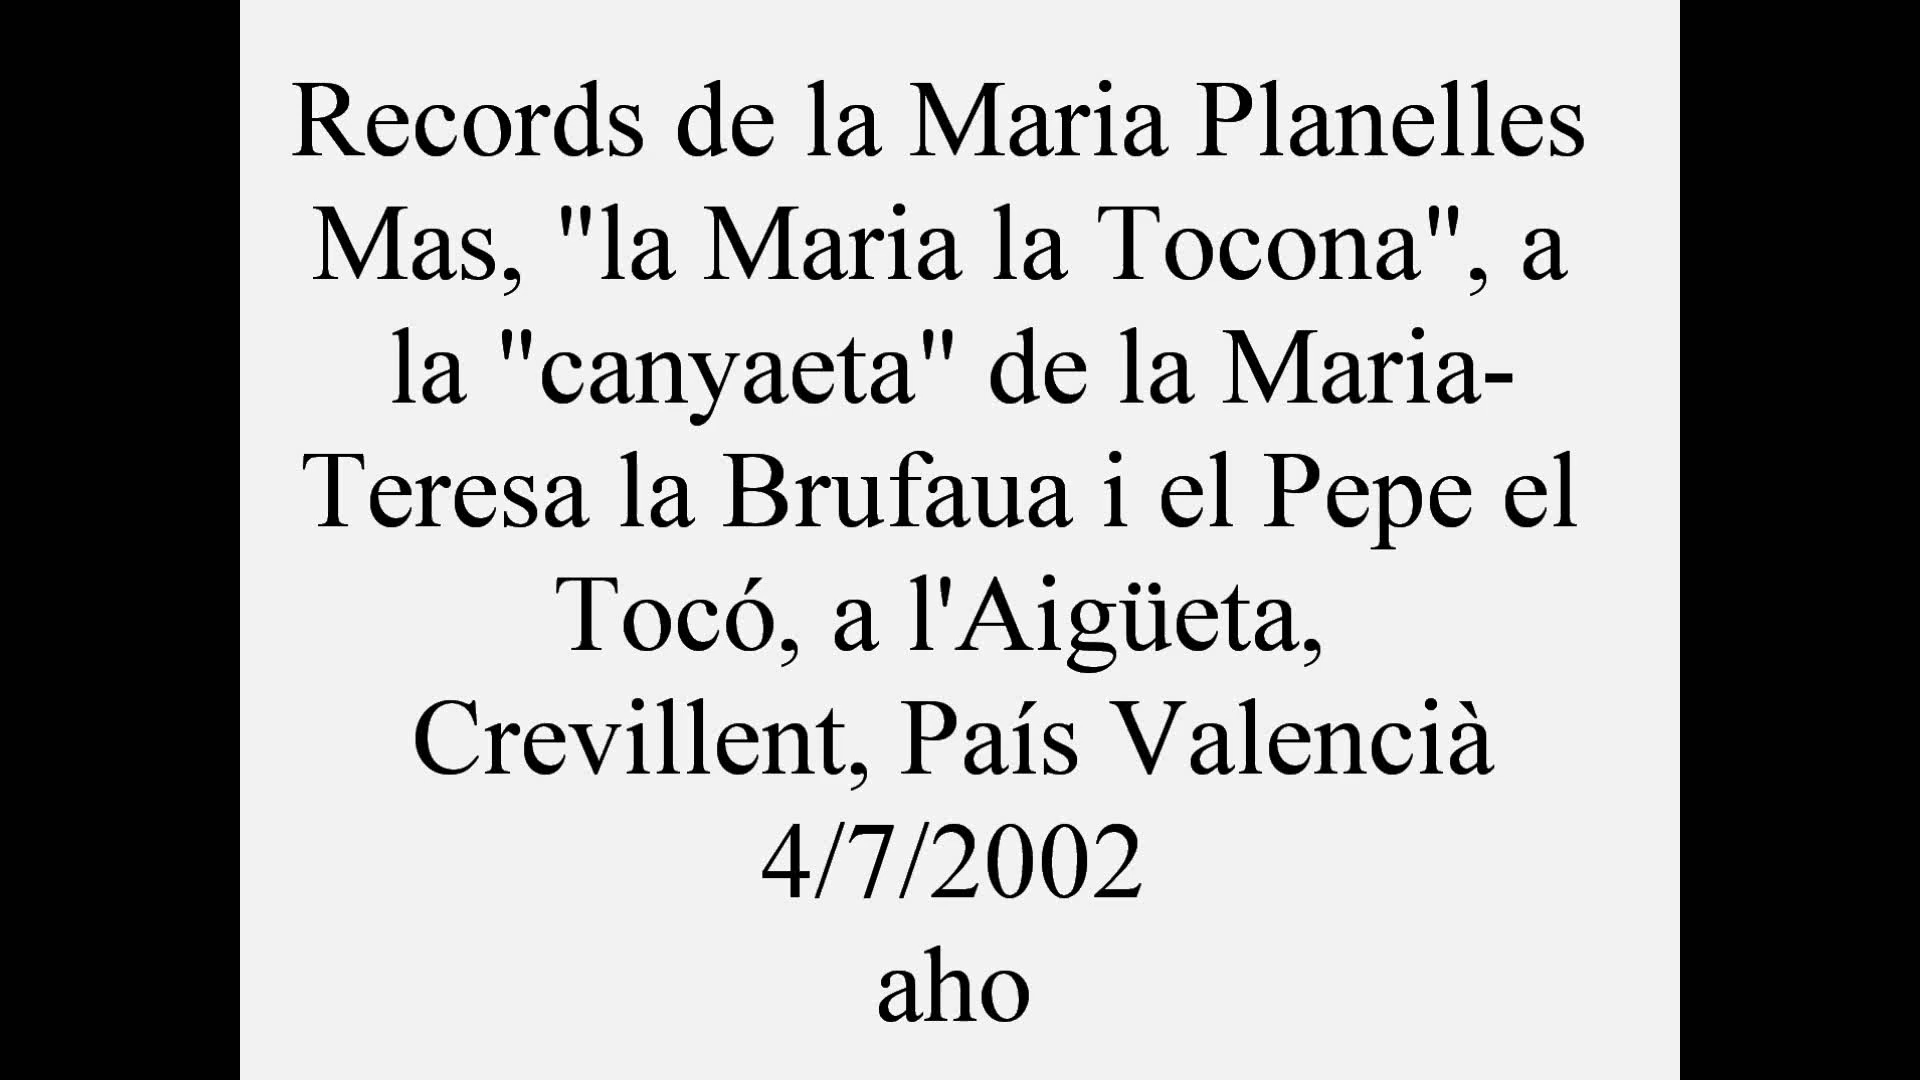 Records de la Maria Planelles
Mas, "la Maria la Tocona", a
la "canyaeta" de la Maria-
Teresa la Brufaua i el Pepe el
Tocó, a l'Aigüeta,
Crevillent, País Valencià
4/7/2002
aho